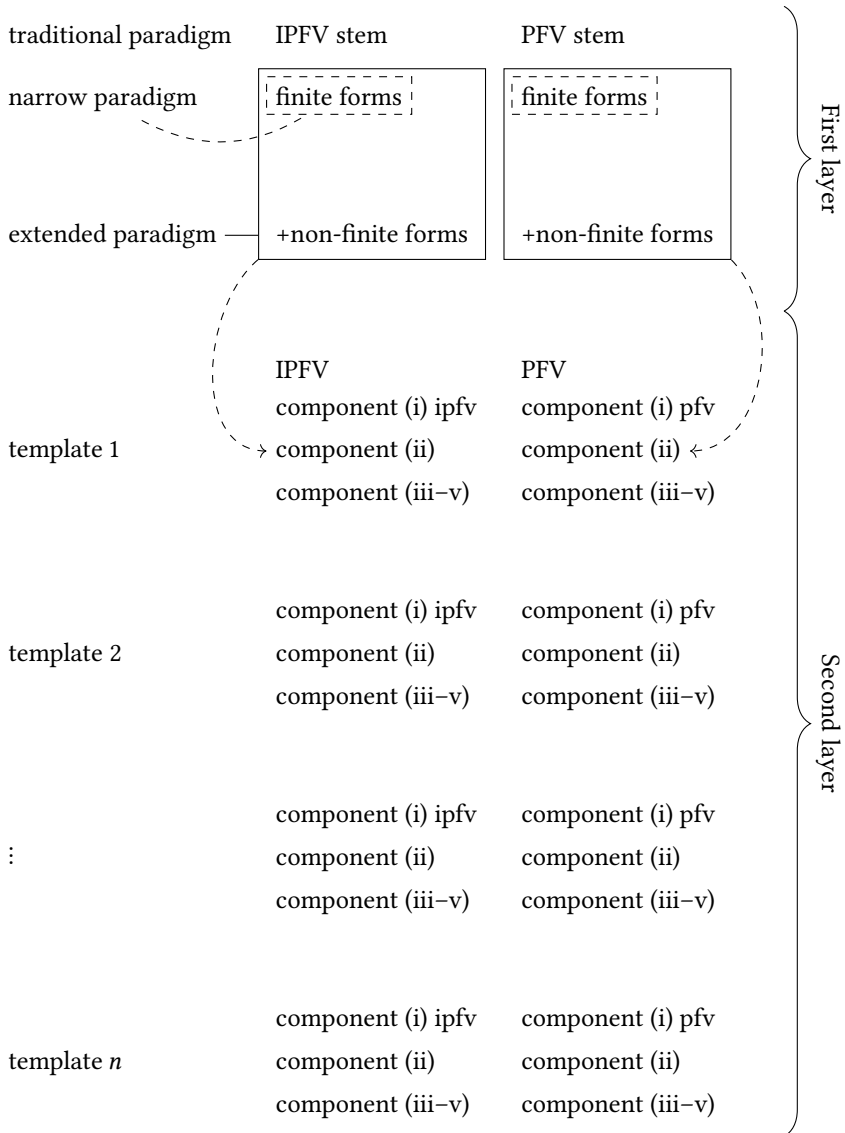 traditional paradigm IPFV stem PFV stem
narrow paradigm finite forms finite forms
First layer
extended paradigm +non-finite forms +non-finite forms
IPFV PFV
component (i) ipfv component (i) pfv
template 1 component (ii) component (ii)
component (iii–v) component (iii–v)
component (i) ipfv component (i) pfv
template 2 component (ii) component (ii)
component (iii–v) component (iii–v)
Second layer
component (i) ipfv component (i) pfv
⋮ component (ii) component (ii)
component (iii–v) component (iii–v)
component (i) ipfv component (i) pfv
template n component (ii) component (ii)
component (iii–v) component (iii–v)